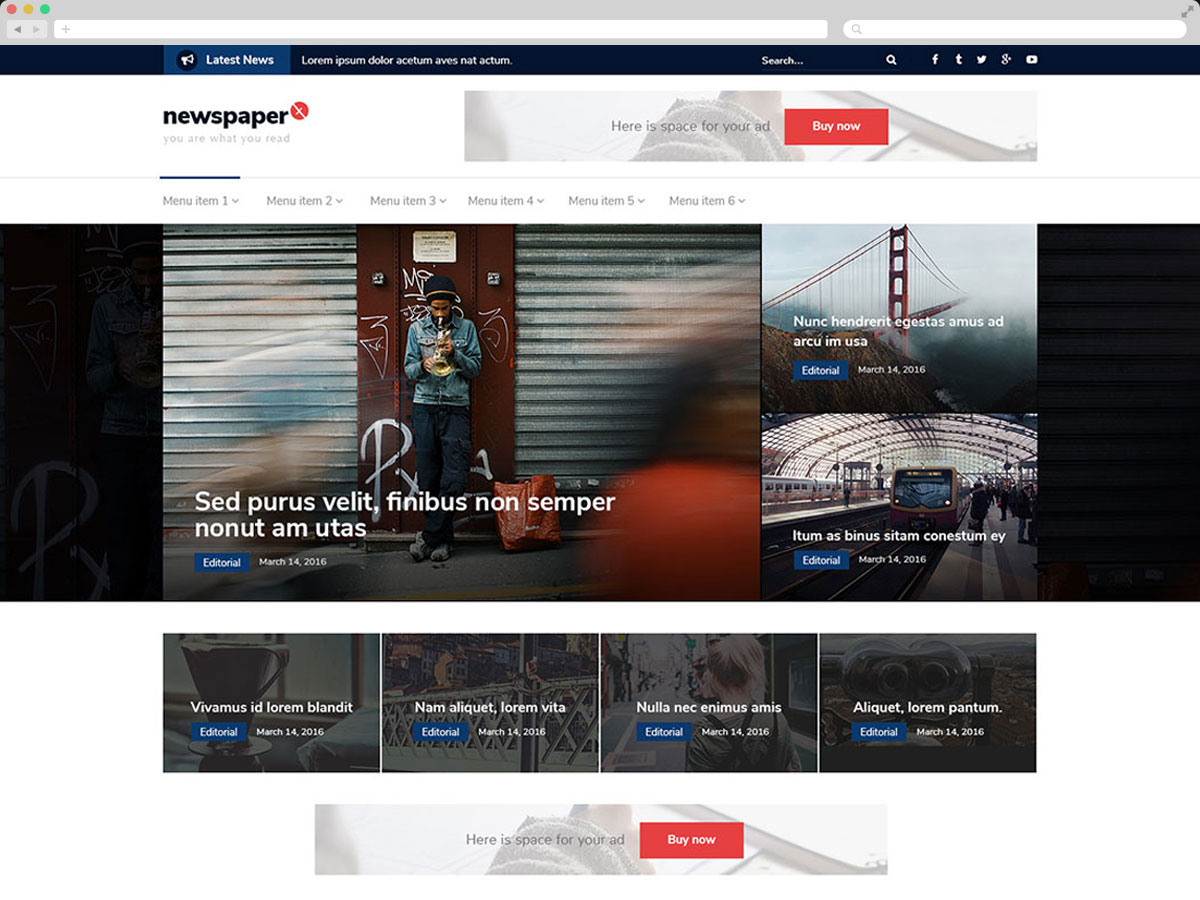 Latest News
Lorem ipsum dolor acetum aves nat actum.
Search...
newspaper X
you are what you read
Here is space for your ad
Buy now
Menu item 1
Menu item 2
Menu item 3
Menu item 4
Menu item 5
Menu item 6
Nunc hendrerit egestas amus ad
arcu im usa
Editorial March 14, 2016
Sed purus velit, finibus non semper
nonut am utas
Editorial March 14, 2016
Itum as binus sitam conestum ey
Editorial March 14, 2016
Vivamus id lorem blandit
Editorial March 14, 2016
Nam aliquet, lorem vita
Editorial March 14, 2016
Nulla nec enimus amis
Editorial March 14, 2016
Aliquet, lorem pantum.
Editorial March 14, 2016
Here is space for your ad
Buy now